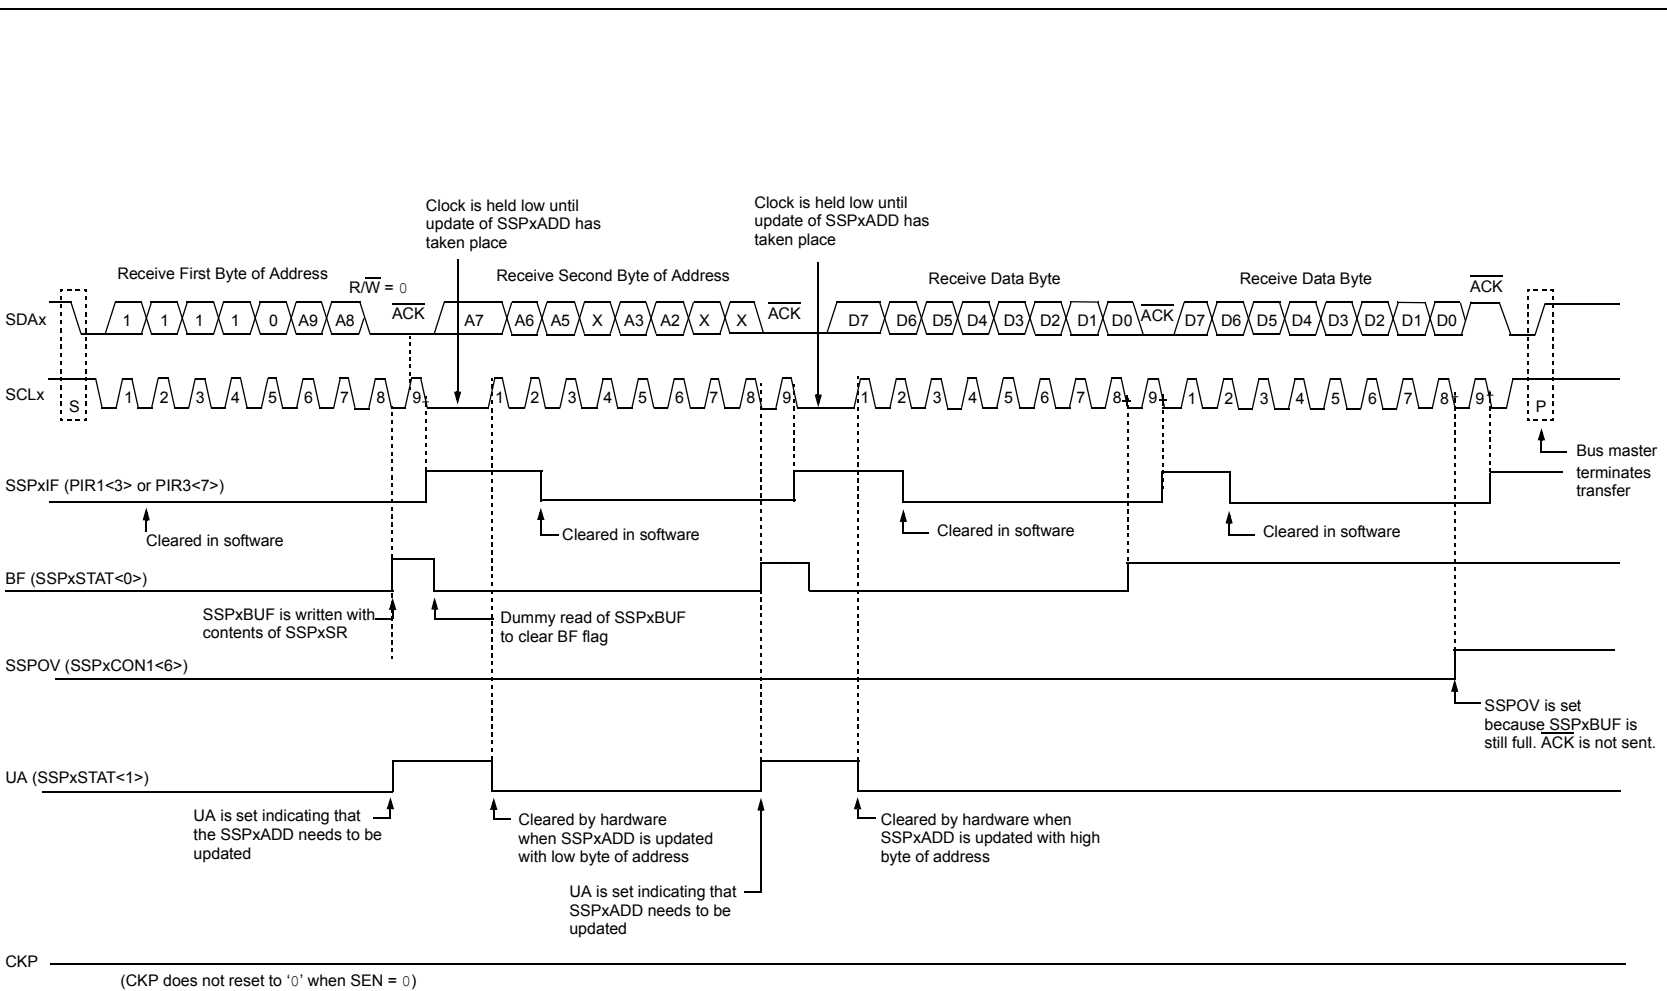 Clock is held low until
update of SSPxADD has
taken place
Clock is held low until
update of SSPxADD has
taken place
Receive First Byte of Address
R/W = 0
ACK
Receive Second Byte of Address
ACK
Receive Data Byte
ACK
Receive Data Byte
ACK
SDAx
1 1 1 1 0 A9 A8
A7 A6 A5 X A3 A2 X X
D7 D6 D5 D4 D3 D2 D1 D0
D7 D6 D5 D4 D3 D2 D1 D0
SCLx
S
1 2 3 4 5 6 7 8 9
1 2 3 4 5 6 7 8 9
1 2 3 4 5 6 7 8 9
1 2 3 4 5 6 7 8 9
P
Bus master
terminates
transfer
SSPxIF (PIR1<3> or PIR3<7>)
Cleared in software
Cleared in software
Cleared in software
Cleared in software
BF (SSPxSTAT<0>)
SSPxBUF is written with
contents of SSPxSR
Dummy read of SSPxBUF
to clear BF flag
SSPOV (SSPxCON1<6>)
SSPOV is set
because SSPxBUF is
still full. ACK is not sent.
UA (SSPxSTAT<1>)
UA is set indicating that
the SSPxADD needs to be
updated
Cleared by hardware
when SSPxADD is updated
with low byte of address
UA is set indicating that
SSPxADD needs to be
updated
Cleared by hardware when
SSPxADD is updated with high
byte of address
CKP
(CKP does not reset to ‘0’ when SEN = 0)